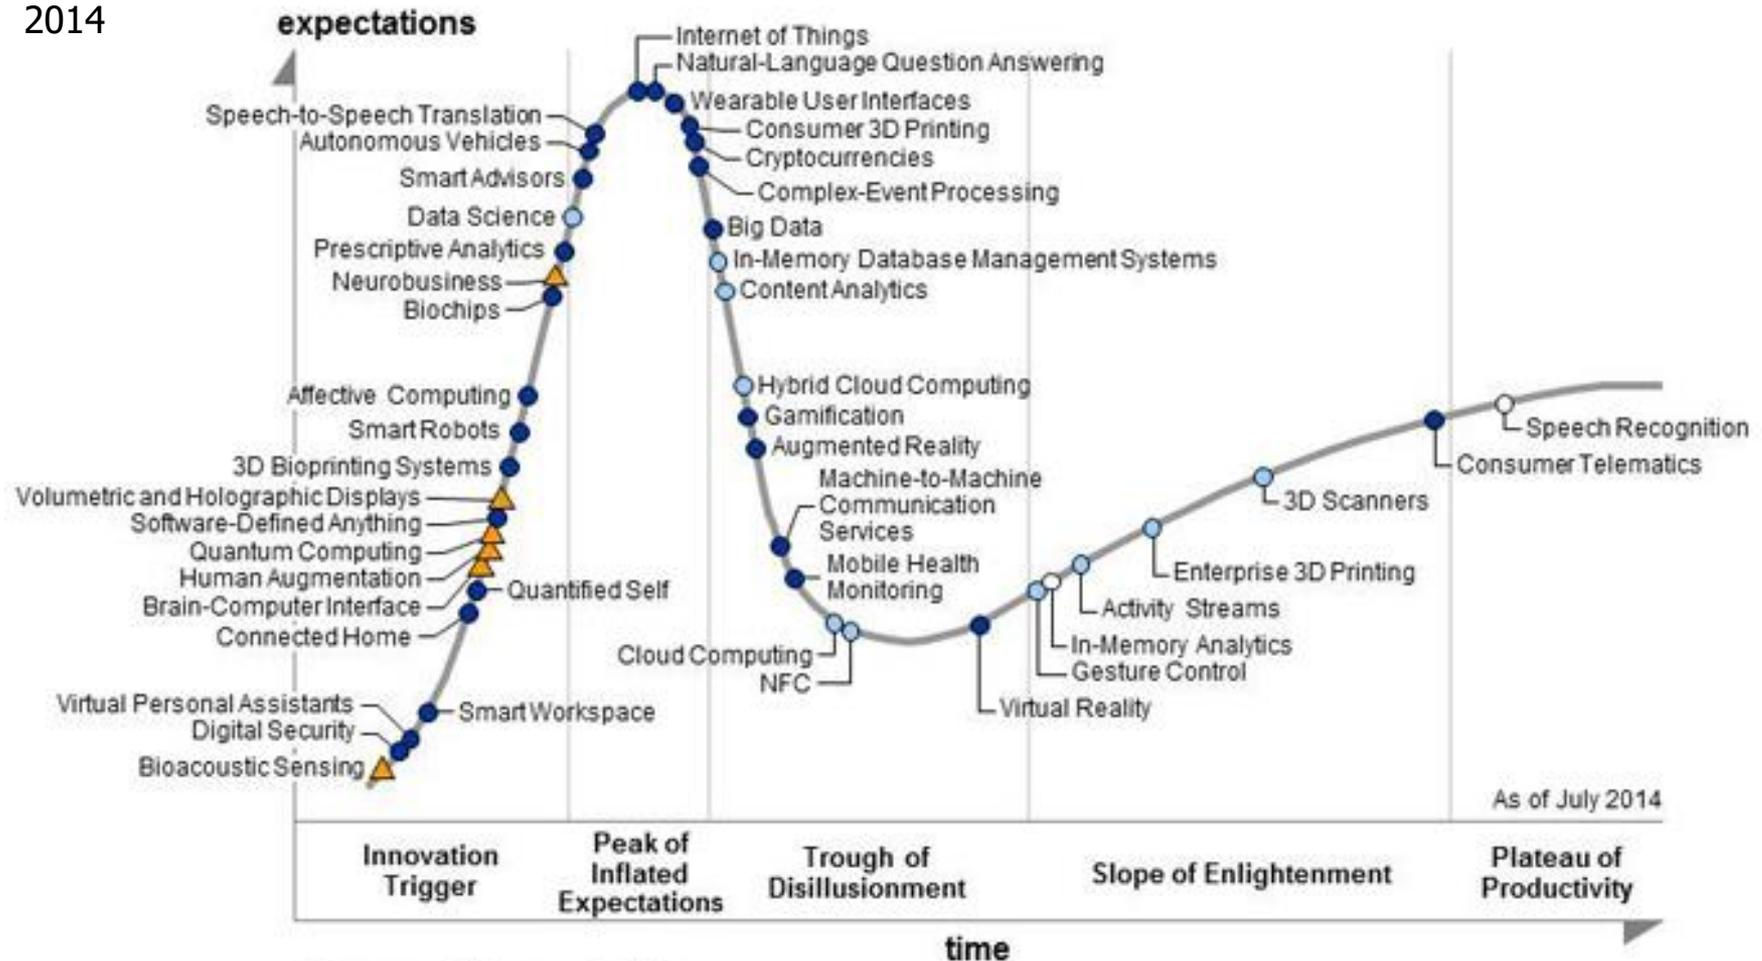 2014
expectations
Internet of Things
Natural-Language Question Answering
Wearable User Interfaces
Consumer 3D Printing
Cryptocurrencies
Complex-Event Processing
Speech-to-Speech Translation
Autonomous Vehicles
Smart Advisors
Data Science
Prescriptive Analytics
Neurobusiness
Biochips
Big Data
In-Memory Database Management Systems
Content Analytics
Affective Computing
Smart Robots
3D Bioprinting Systems
Volumetric and Holographic Displays
Software-Defined Anything
Quantum Computing
Human Augmentation
Brain-Computer Interface
Connected Home
Quantified Self
Hybrid Cloud Computing
Gamification
Augmented Reality
Machine-to-Machine
Communication
Services
Mobile Health
Monitoring
Cloud Computing
NFC
Virtual Personal Assistants
Digital Security
Bioacoustic Sensing
Smart Workspace
Speech Recognition
Consumer Telematics
3D Scanners
Enterprise 3D Printing
Activity Streams
In-Memory Analytics
Gesture Control
Virtual Reality
As of July 2014
Innovation
Trigger
Peak of
Inflated
Expectations
Trough of
Disillusionment
Slope of Enlightenment
Plateau of
Productivity
time